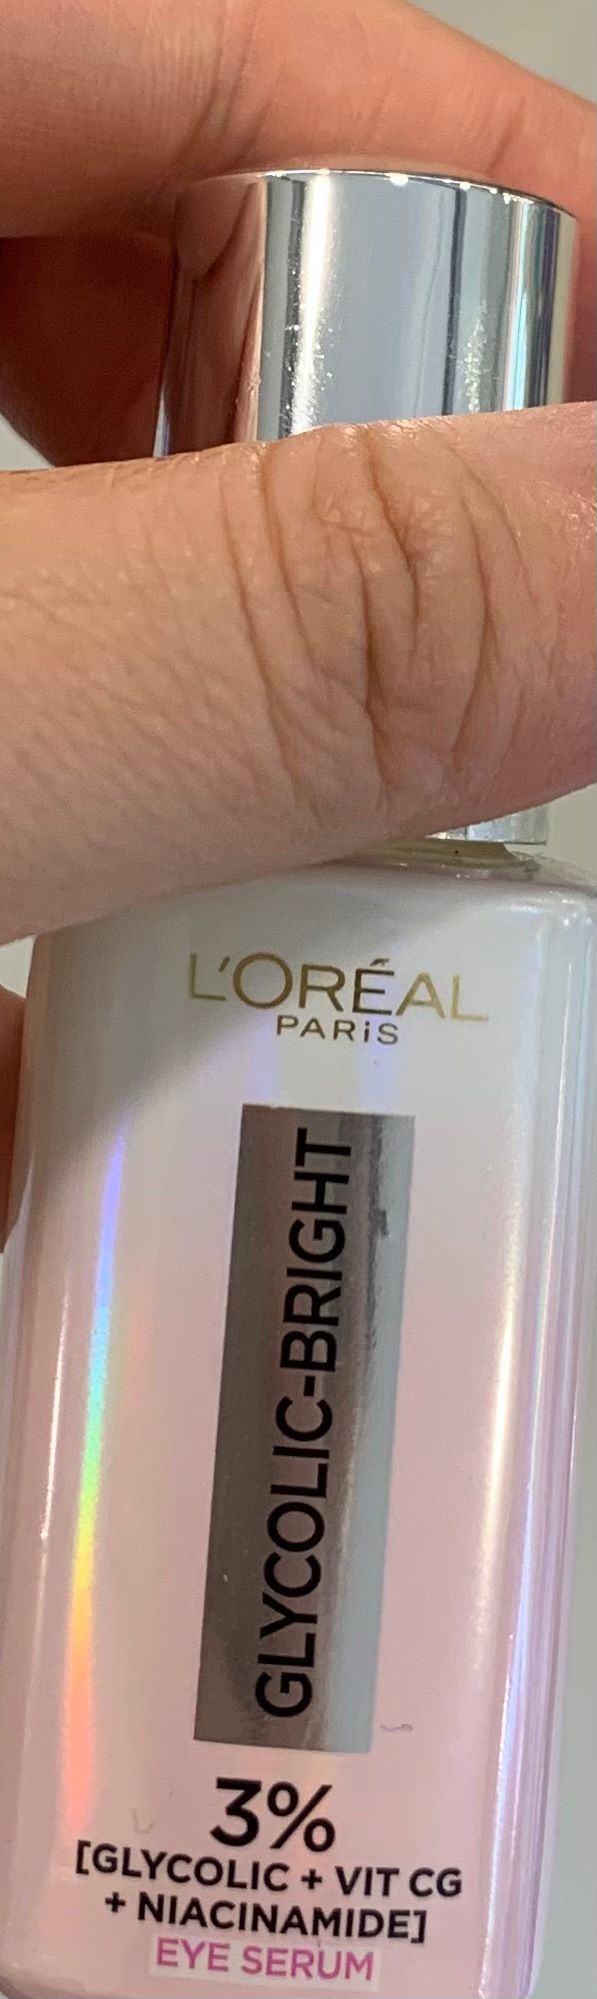 L'ORÉAL
PARiS
GLYCOLIC-BRIGHT
3%
[GLYCOLIC + VIT CG
+ NIACINAMIDE]
EYE SERUM